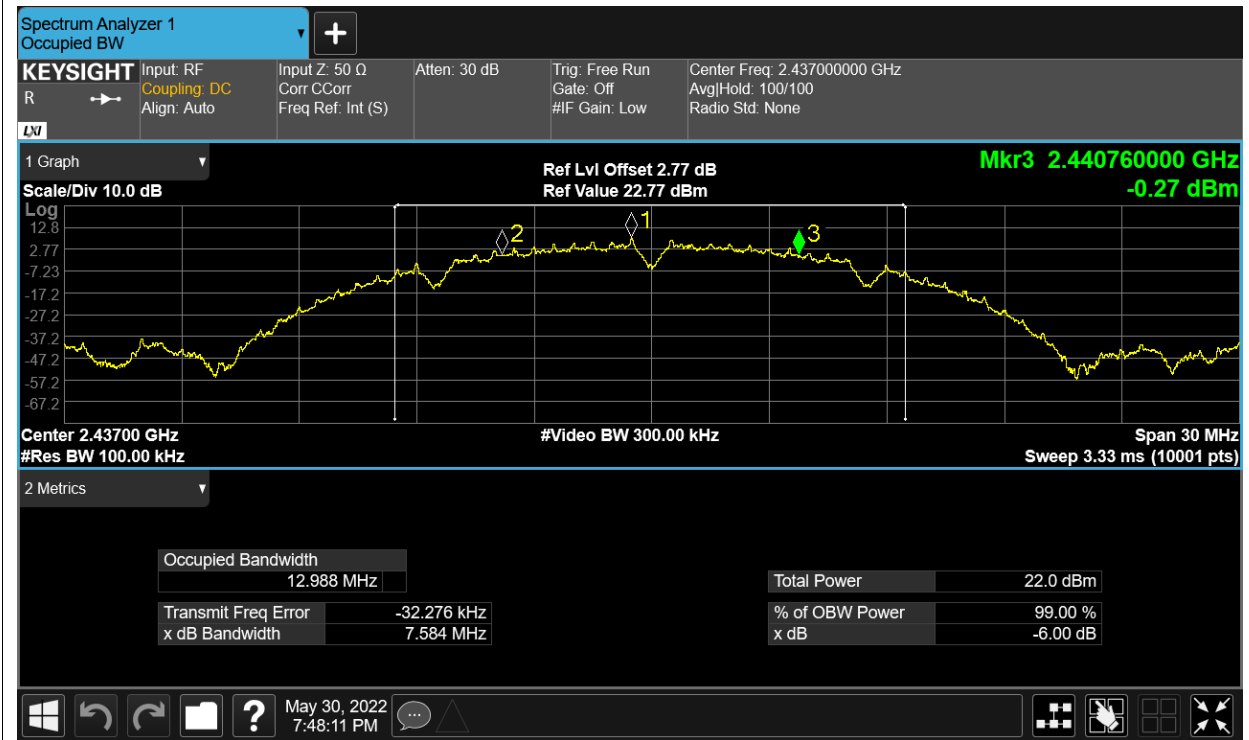 Spectrum Analyzer 1
Occupied BW
KEYSIGHT
R
LXI
Input: RF
Coupling: DC
Align: Auto
Input Z: 50 Ω
Corr CCorr
Freq Ref: Int (S)
Atten: 30 dB
Trig: Free Run
Gate: Off
#IF Gain: Low
Center Freq: 2.437000000 GHz
Avg|Hold: 100/100
Radio Std: None
1 Graph
Scale/Div 10.0 dB
Ref Lvl Offset 2.77 dB
Ref Value 22.77 dBm
Mkr3 2.440760000 GHz
-0.27 dBm
Log
12.8
2.77
-7.23
-17.2
-27.2
-37.2
-47.2
-57.2
-67.2
2
1
3
Center 2.43700 GHz
#Res BW 100.00 kHz
#Video BW 300.00 kHz
Span 30 MHz
Sweep 3.33 ms (10001 pts)
2 Metrics
Occupied Bandwidth
12.988 MHz
Transmit Freq Error -32.276 kHz
x dB Bandwidth 7.584 MHz
Total Power 22.0 dBm
% of OBW Power 99.00 %
x dB -6.00 dB
?
May 30, 2022
7:48:11 PM